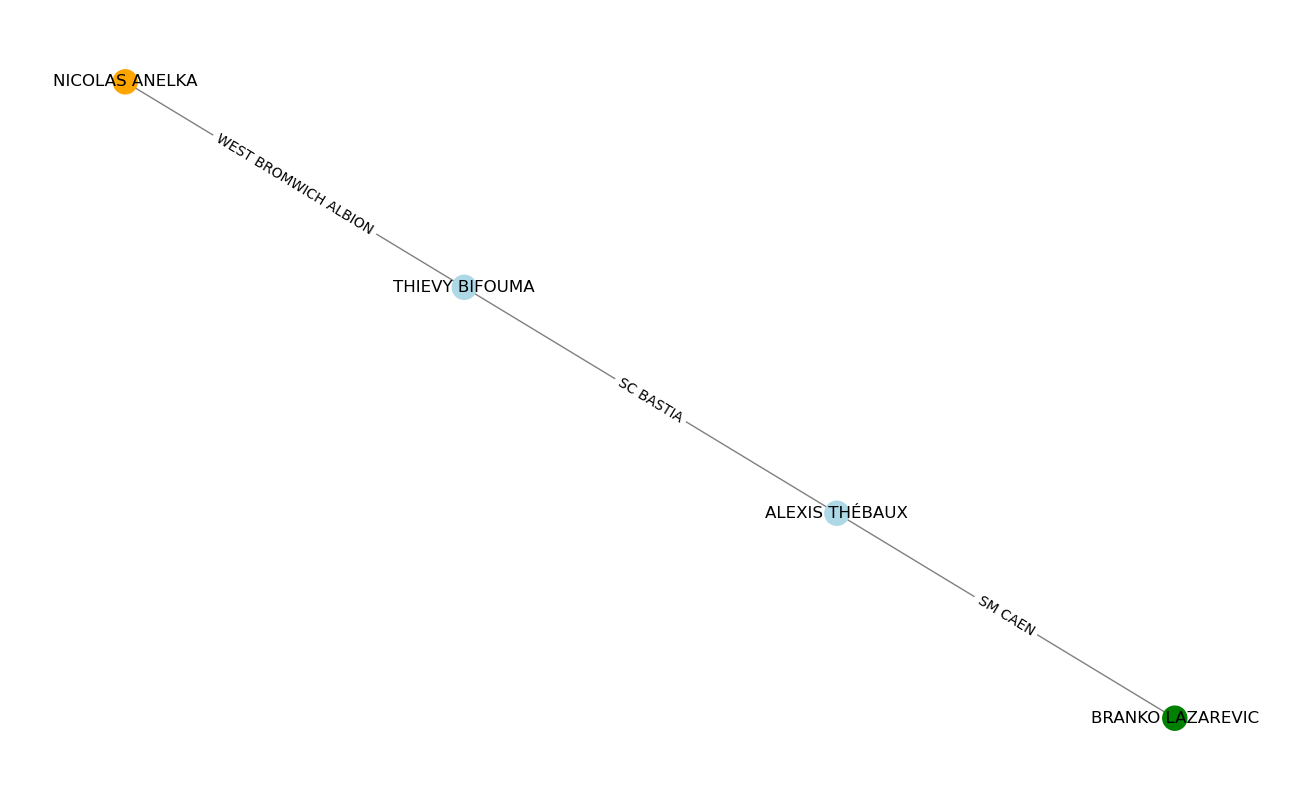 NICOLAS ANELKA
WEST BROMWICH ALBION
THIEVY BIFOUMA
SC BASTIA
ALEXIS THÉBAUX
SM CAEN
BRANKO LAZAREVIC